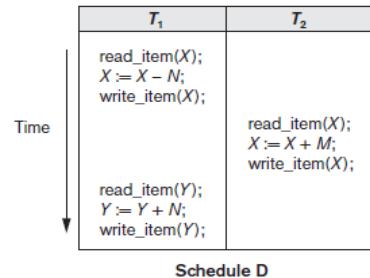 T₁ T₂
read_item(X);
X := X – N;
write_item(X);
Time
read_item(X);
X := X + M;
write_item(X);
read_item(Y);
Y := Y + N;
write_item(Y);
Schedule D